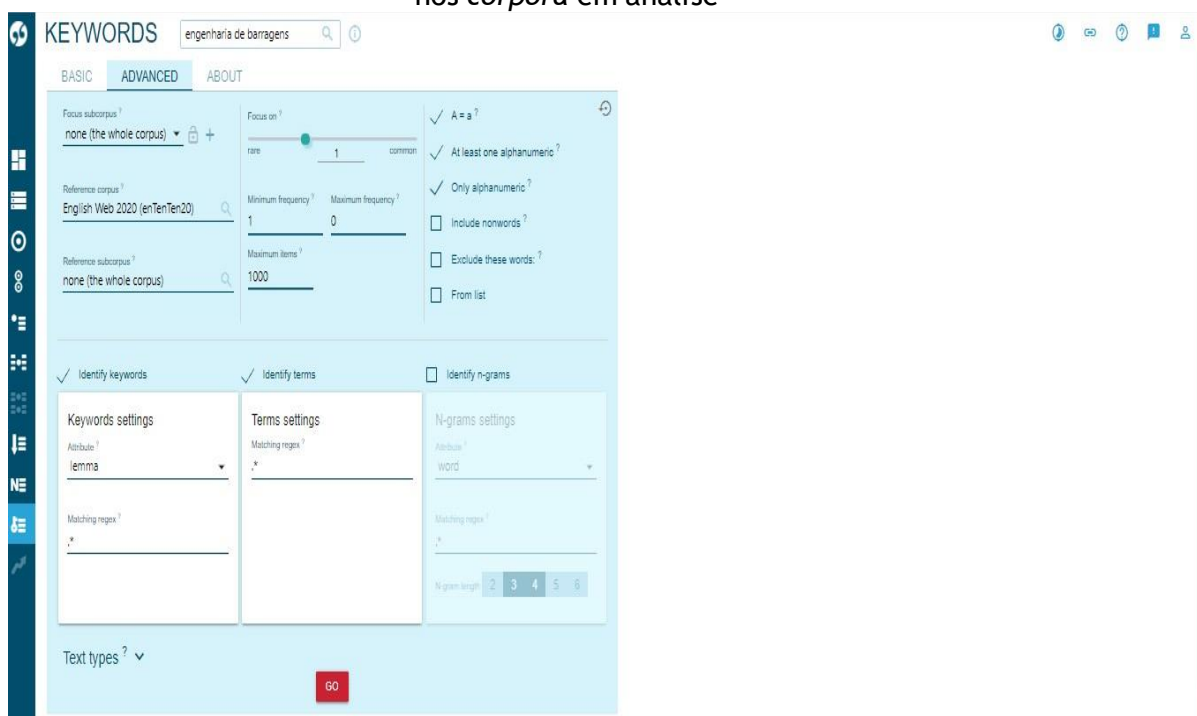 nos corpora em análise
KEYWORDS
engenharia de barragens
BASIC ADVANCED ABOUT
Focus subcorpus ?
none (the whole corpus)
Reference corpus ?
English Web 2020 (enTenTen20)
Reference subcorpus ?
none (the whole corpus)
Focus on ?
rare 1 common
Minimum frequency ? Maximum frequency ?
1 0
Maximum items ?
1000
A = a ?
At least one alphanumeric ?
Only alphanumeric ?
Include nonwords ?
Exclude these words: ?
From list
Identify keywords
Identify terms
Identify n-grams
Keywords settings
Attribute ?
lemma
Matching regex ?
.*
Terms settings
Matching regex ?
.*
N-grams settings
Attribute ?
word
Matching regex ?
.*
N-gram length 2 3 4 5 6
Text types ?
GO
NE